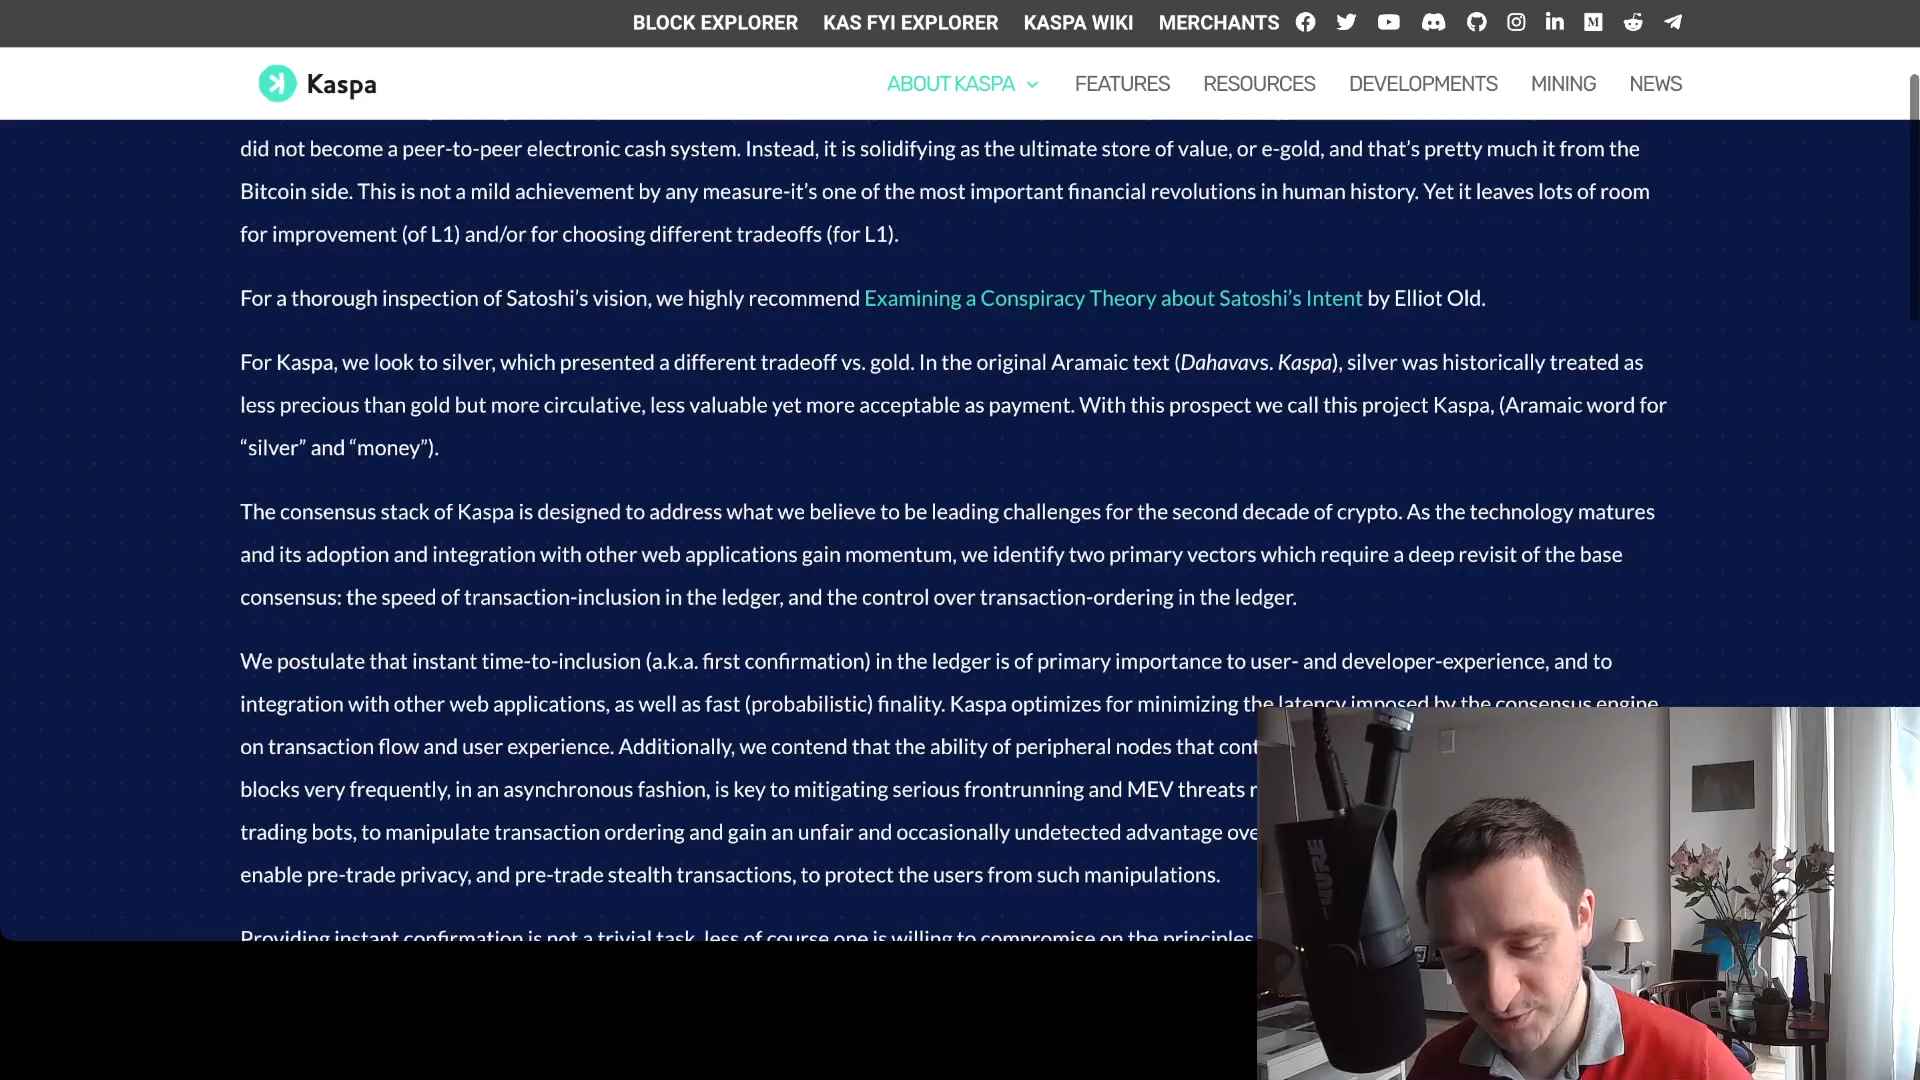 BLOCK EXPLORER KAS FYI EXPLORER KASPA WIKI MERCHANTS
Kaspa
ABOUT KASPA FEATURES RESOURCES DEVELOPMENTS MINING NEWS
did not become a peer-to-peer electronic cash system. Instead, it is solidifying as the ultimate store of value, or e-gold, and that’s pretty much it from the
Bitcoin side. This is not a mild achievement by any measure-it’s one of the most important financial revolutions in human history. Yet it leaves lots of room
for improvement (of L1) and/or for choosing different tradeoffs (for L1).
For a thorough inspection of Satoshi’s vision, we highly recommend Examining a Conspiracy Theory about Satoshi’s Intent by Elliot Old.
For Kaspa, we look to silver, which presented a different tradeoff vs. gold. In the original Aramaic text (Dahavavs. Kaspa), silver was historically treated as
less precious than gold but more circulative, less valuable yet more acceptable as payment. With this prospect we call this project Kaspa, (Aramaic word for
“silver” and “money”).
The consensus stack of Kaspa is designed to address what we believe to be leading challenges for the second decade of crypto. As the technology matures
and its adoption and integration with other web applications gain momentum, we identify two primary vectors which require a deep revisit of the base
consensus: the speed of transaction-inclusion in the ledger, and the control over transaction-ordering in the ledger.
We postulate that instant time-to-inclusion (a.k.a. first confirmation) in the ledger is of primary importance to user- and developer-experience, and to
integration with other web applications, as well as fast (probabilistic) finality. Kaspa optimizes for minimizing the latency imposed by the consensus engine
on transaction flow and user experience. Additionally, we contend that the ability of peripheral nodes that cont
blocks very frequently, in an asynchronous fashion, is key to mitigating serious frontrunning and MEV threats r
trading bots, to manipulate transaction ordering and gain an unfair and occasionally undetected advantage ove
enable pre-trade privacy, and pre-trade stealth transactions, to protect the users from such manipulations.
Providing instant confirmation is not a trivial task, less of course one is willing to compromise on the principles
SHURE